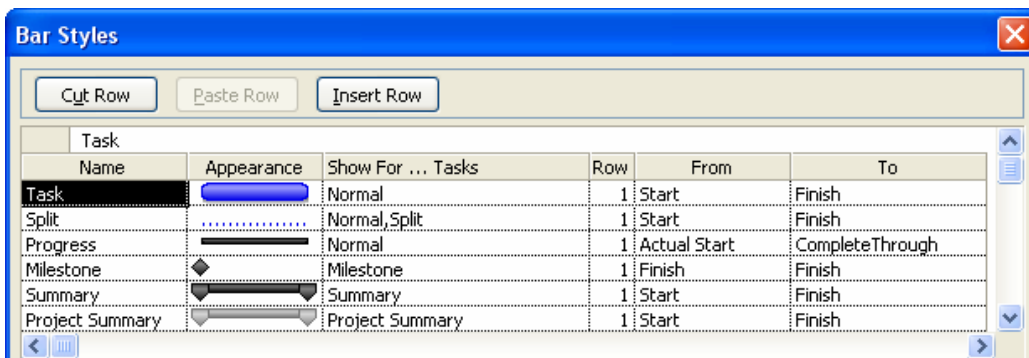 Bar Styles
Cut Row Paste Row Insert Row
Task
Name Appearance Show For ... Tasks Row From To
Task Normal 1 Start Finish
Split Normal,Split 1 Start Finish
Progress Normal 1 Actual Start CompleteThrough
Milestone Milestone 1 Finish Finish
Summary Summary 1 Start Finish
Project Summary Project Summary 1 Start Finish